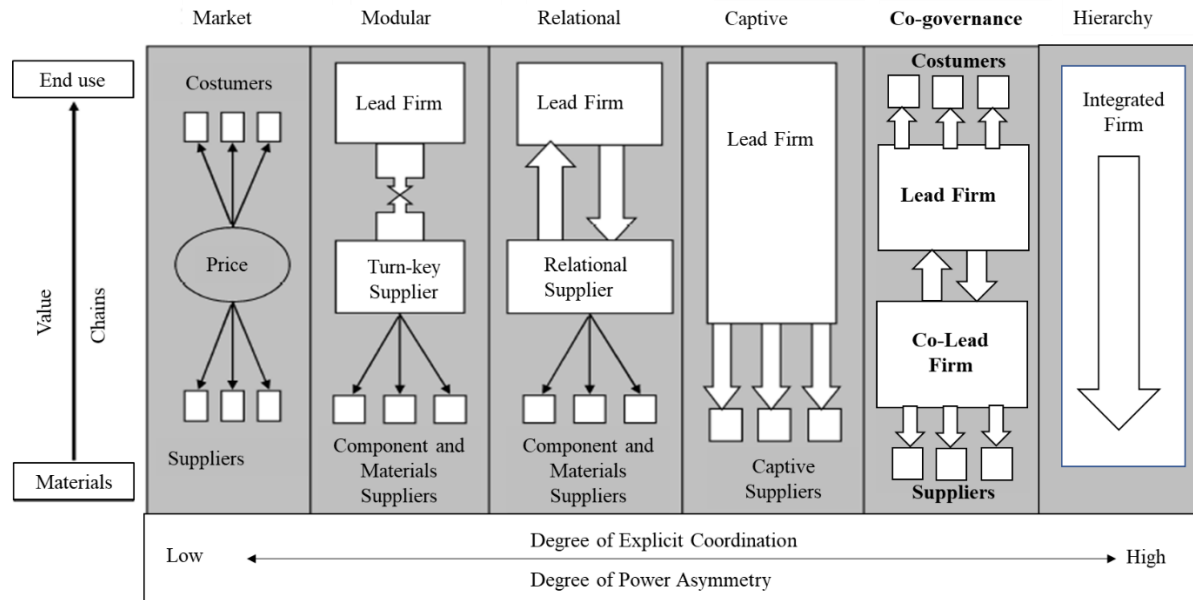 Market
Modular
Relational
Captive
Co-governance
Hierarchy
End use
Value
Chains
Materials
Costumers
Price
Suppliers
Lead Firm
Turn-key
Supplier
Component and
Materials
Suppliers
Lead Firm
Relational
Supplier
Component and
Materials
Suppliers
Lead Firm
Captive
Suppliers
Costumers
Lead Firm
Co-Lead
Firm
Suppliers
Integrated
Firm
Degree of Explicit Coordination
Low
High
Degree of Power Asymmetry